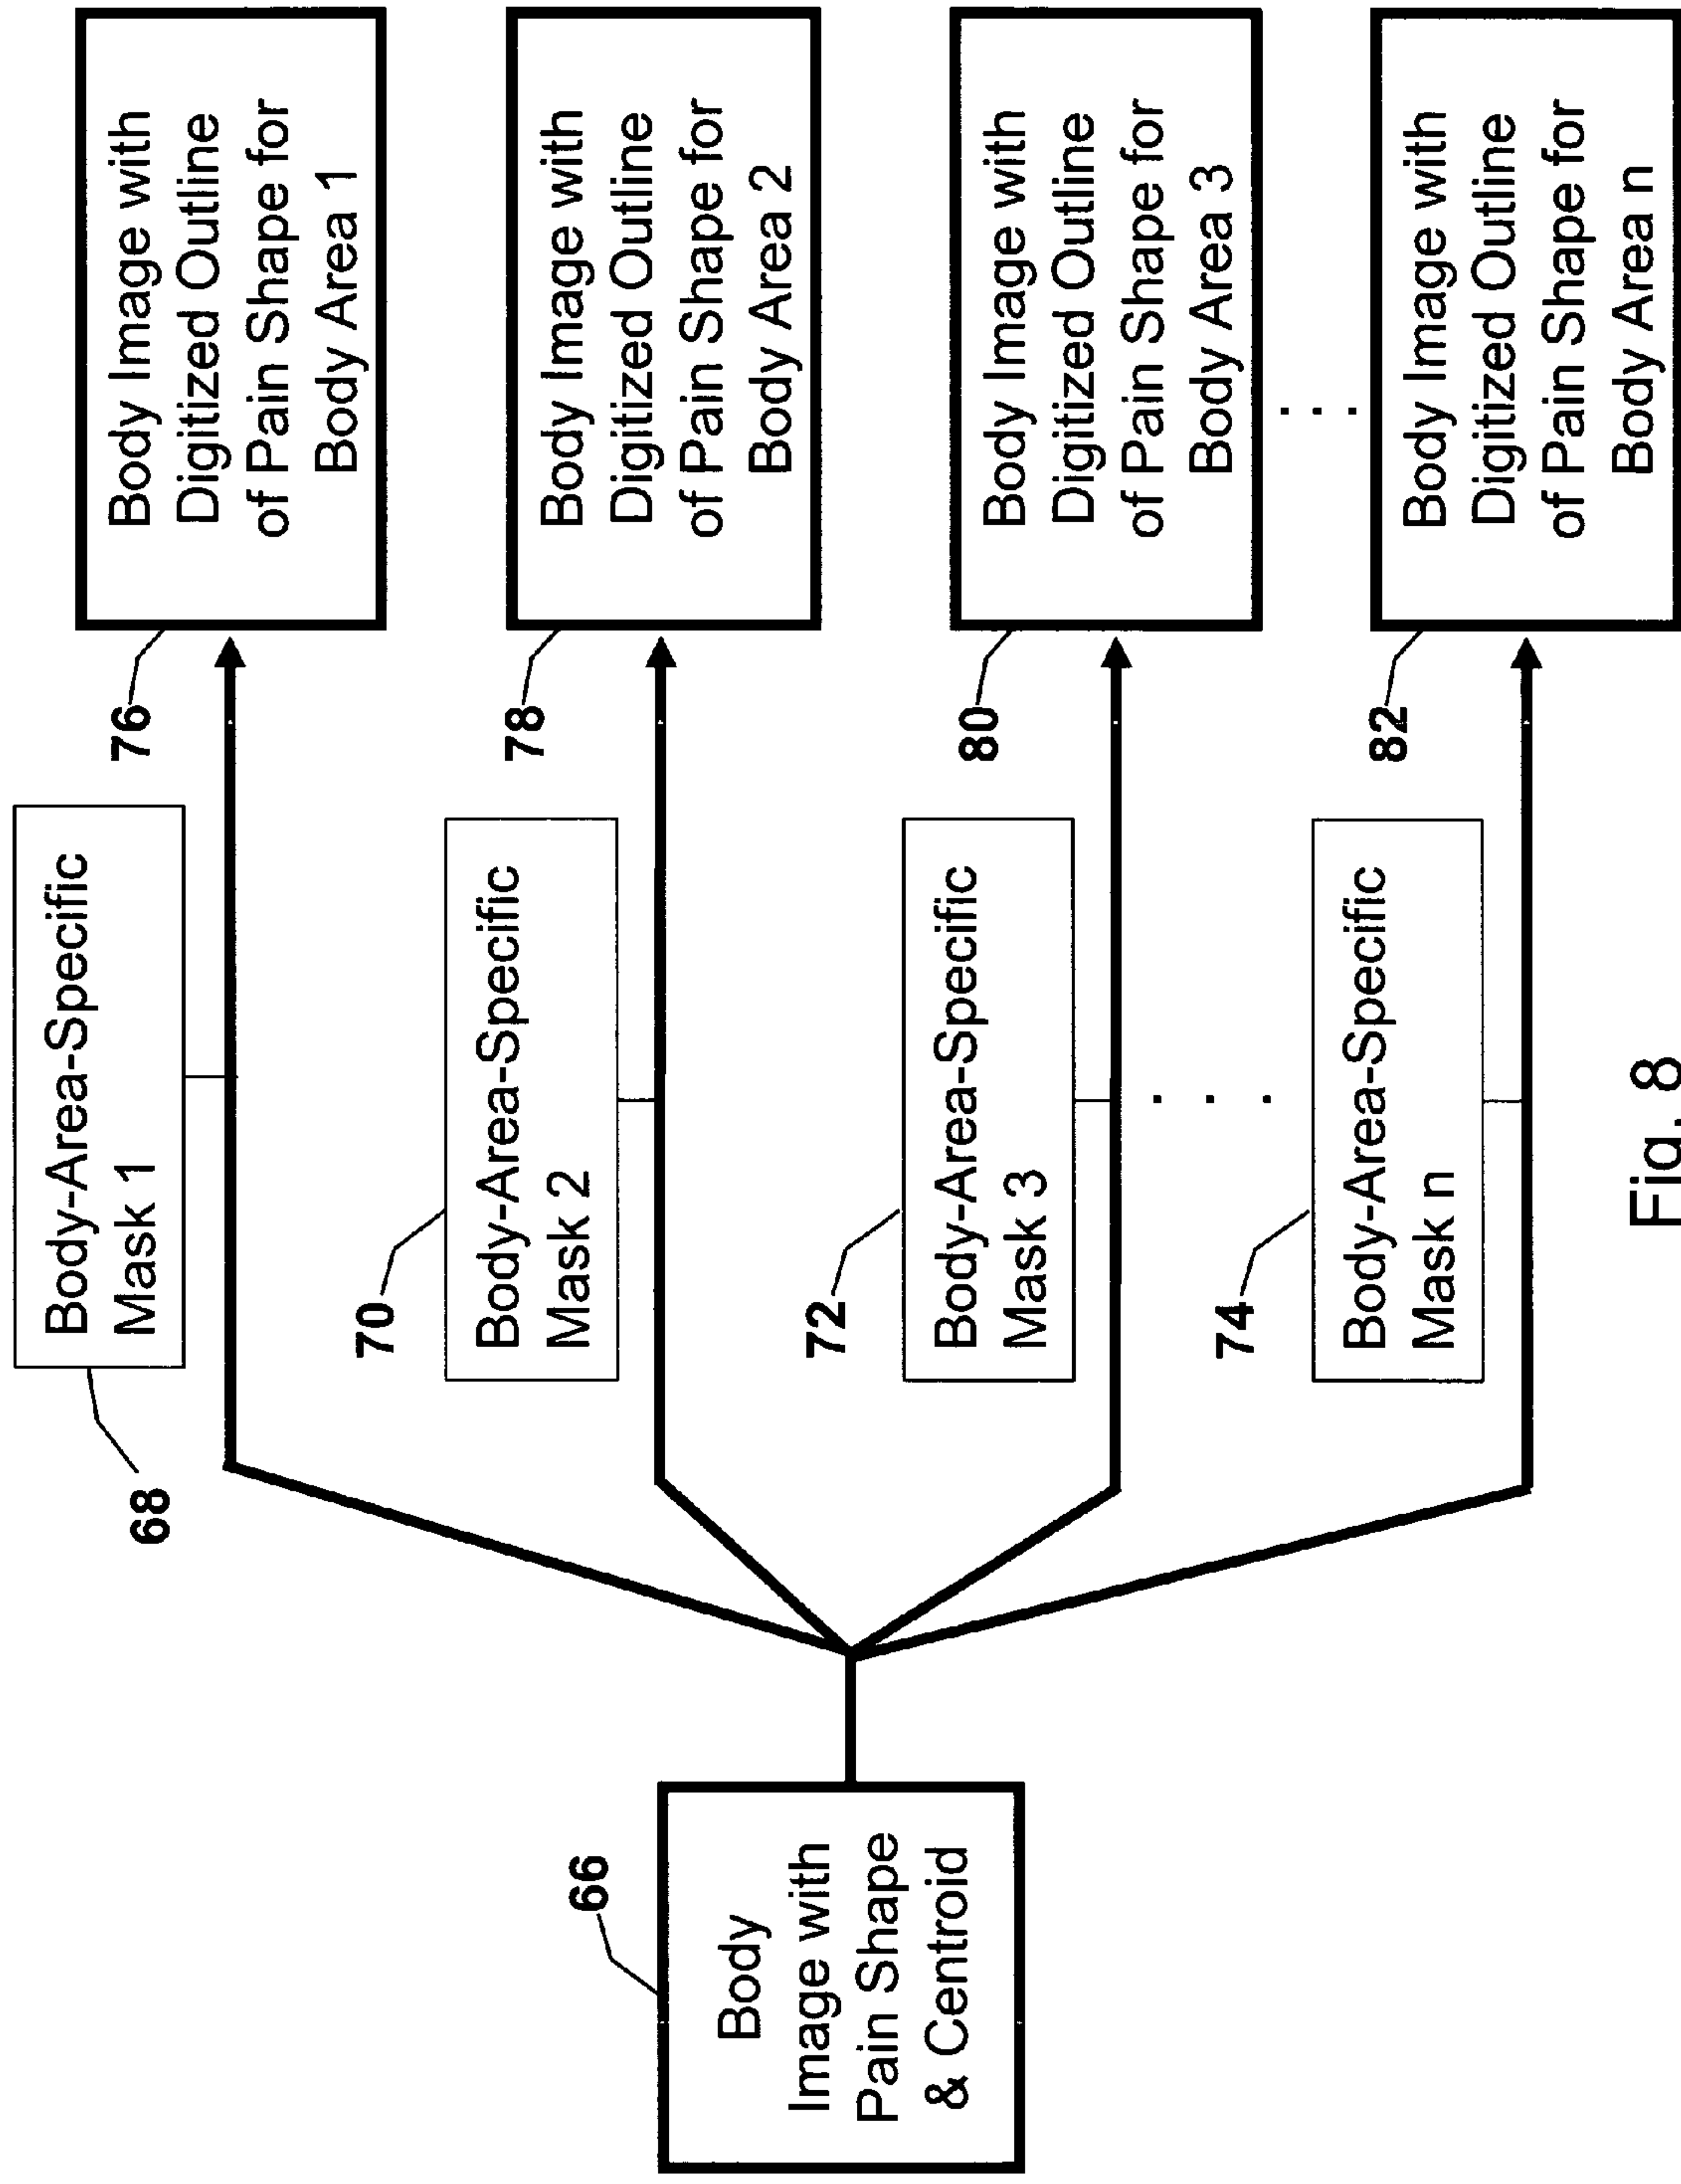 66
Body
Image with
Pain Shape
& Centroid
68
Body-Area-Specific
Mask 1
76
Body Image with
Digitized Outline
of Pain Shape for
Body Area 1
70
Body-Area-Specific
Mask 2
78
Body Image with
Digitized Outline
of Pain Shape for
Body Area 2
72
Body-Area-Specific
Mask 3
80
Body Image with
Digitized Outline
of Pain Shape for
Body Area 3
. . .
. . .
74
Body-Area-Specific
Mask n
82
Body Image with
Digitized Outline
of Pain Shape for
Body Area n
Fig. 8